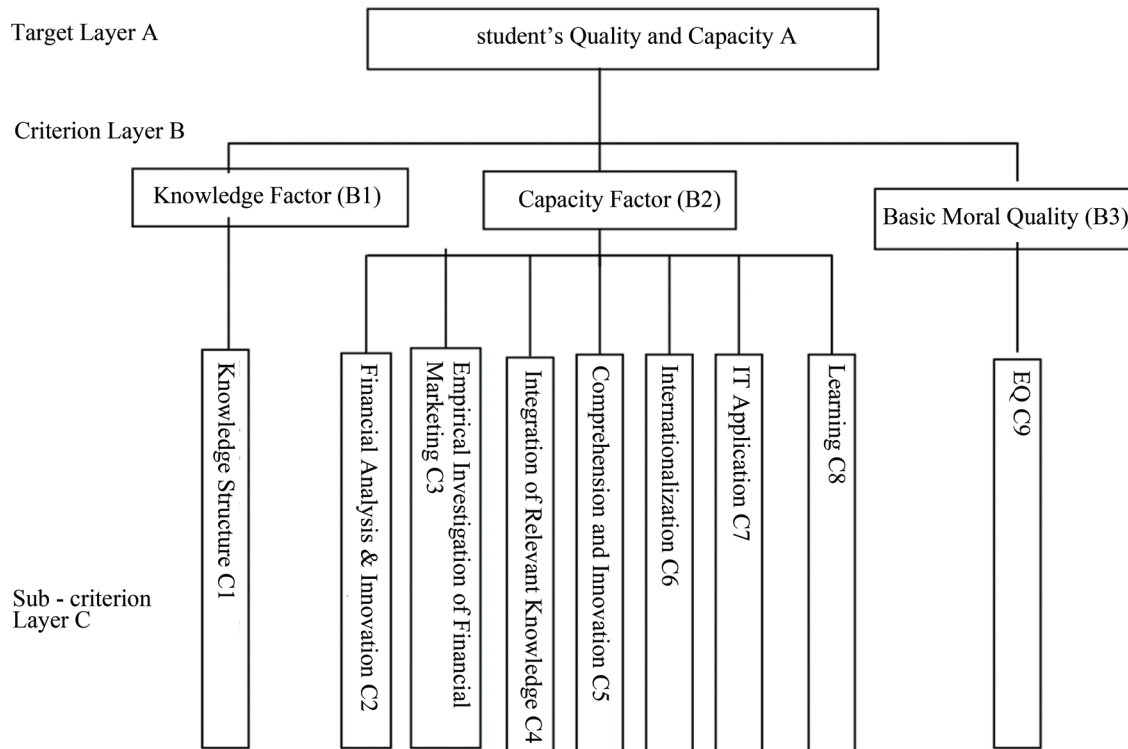 Target Layer A
student’s Quality and Capacity A
Criterion Layer B
Knowledge Factor (B1)
Capacity Factor (B2)
Basic Moral Quality (B3)
Sub - criterion
Layer C
Knowledge Structure C1
Financial Analysis & Innovation C2
Empirical Investigation of Financial
Marketing C3
Integration of Relevant Knowledge C4
Comprehension and Innovation C5
Internationalization C6
IT Application C7
Learning C8
EQ C9